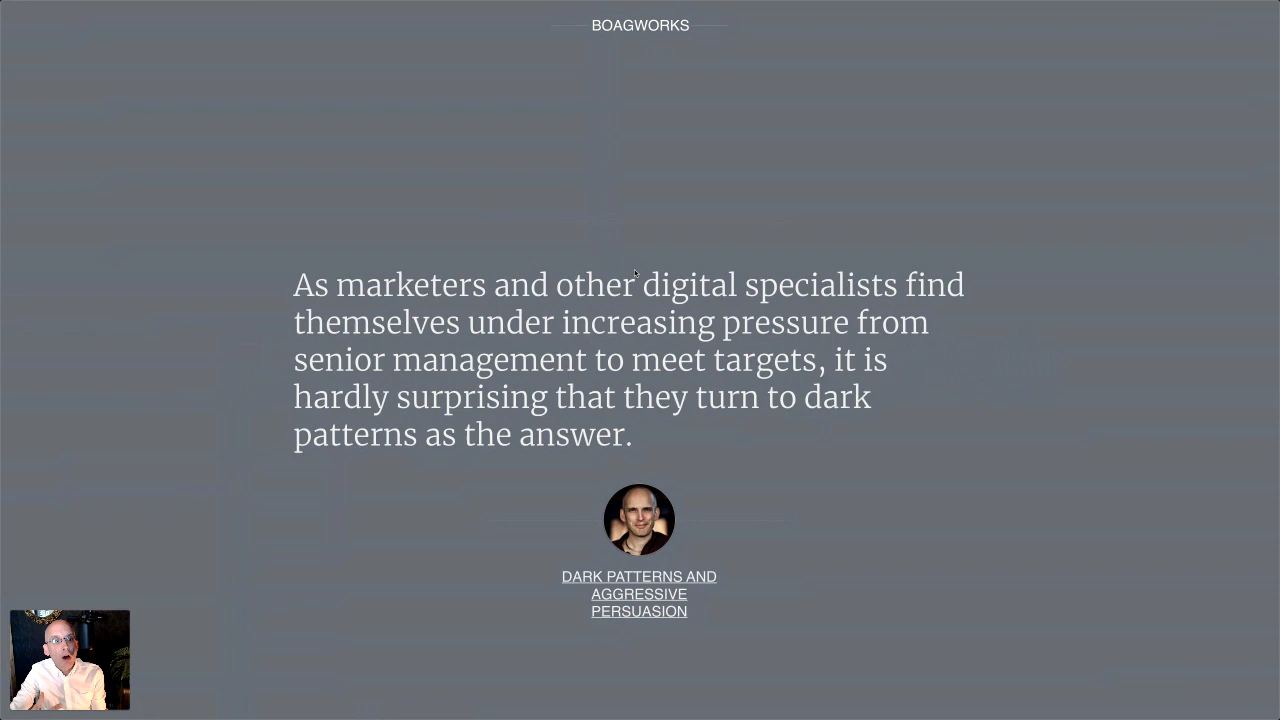 BOAGWORKS
As marketers and other digital specialists find
themselves under increasing pressure from
senior management to meet targets, it is
hardly surprising that they turn to dark
patterns as the answer.
DARK PATTERNS AND
AGGRESSIVE
PERSUASION